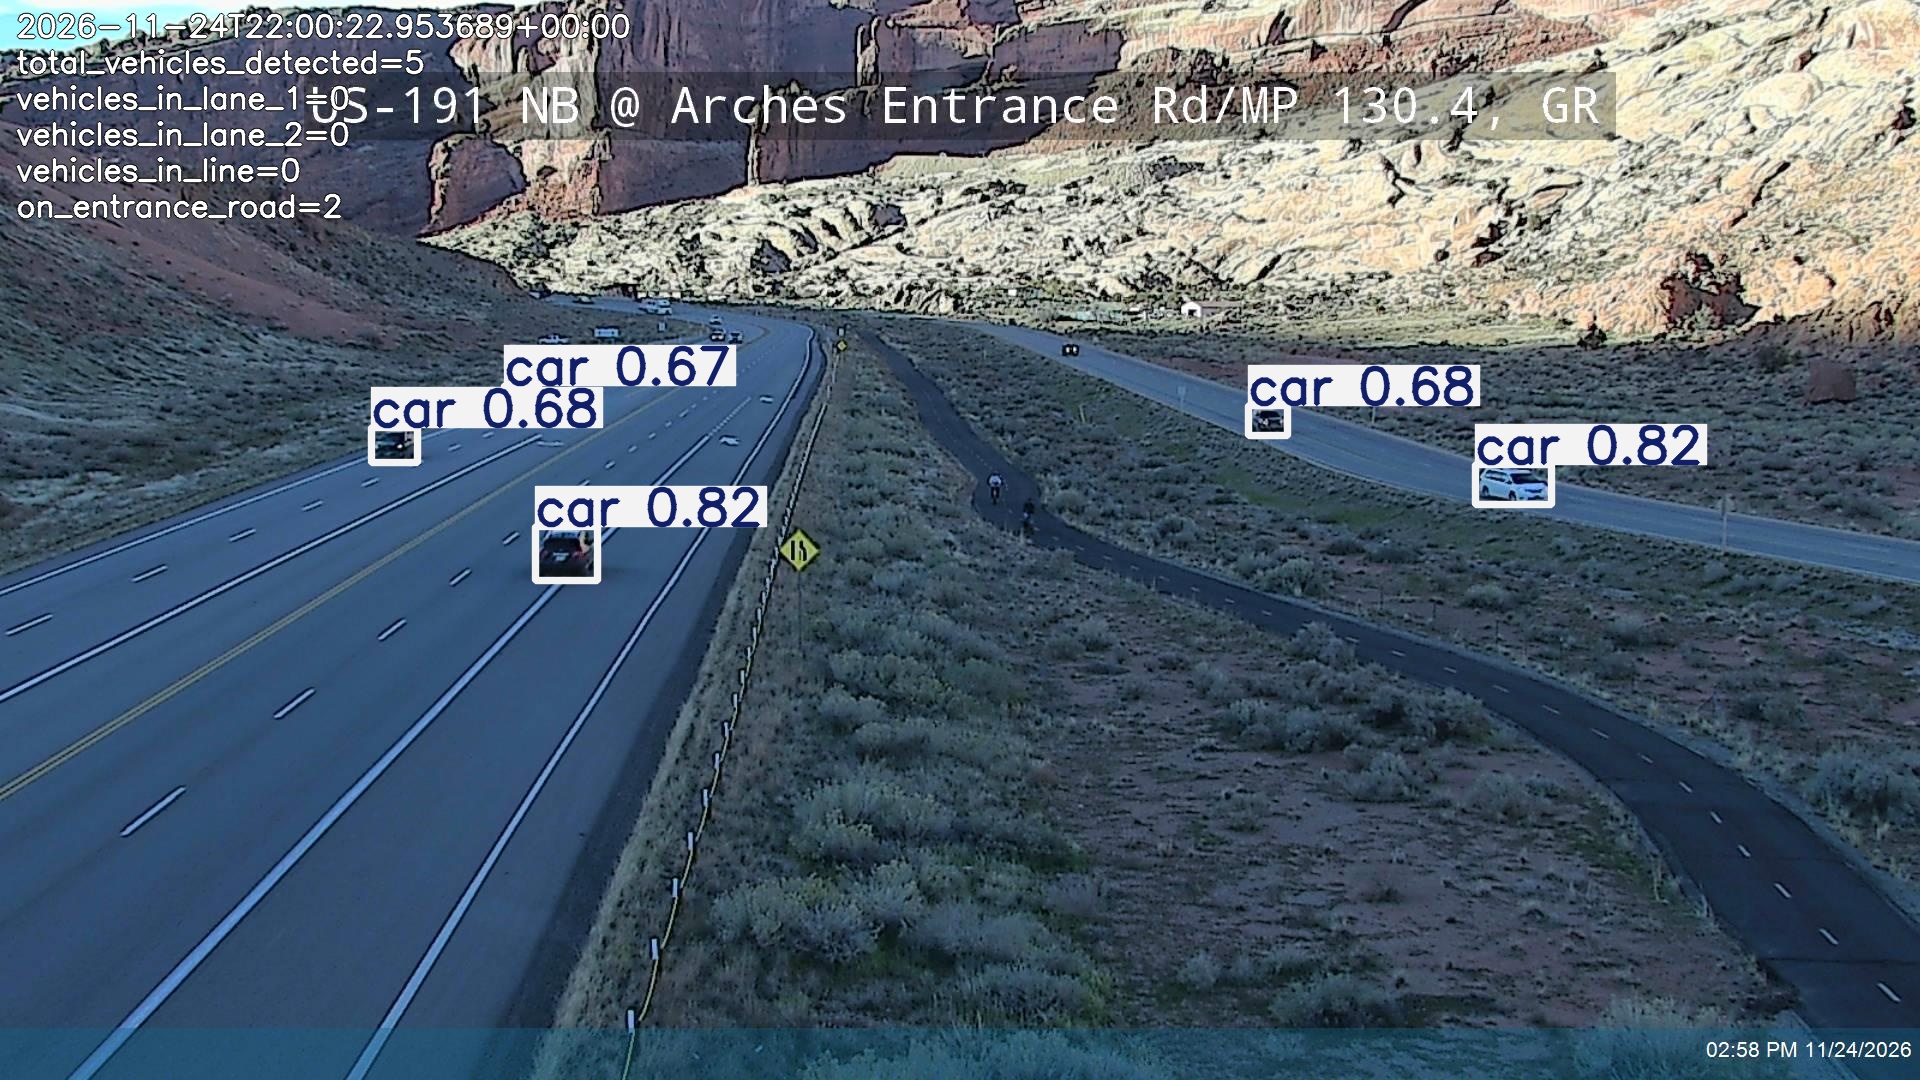 2026-11-24T22:00:22.953689+00:00
total_vehicles_detected=5
vehicles_in_lane_1=0
US-191 NB @ Arches Entrance Rd/MP 130.4, GR
vehicles_in_lane_2=0
vehicles_in_line=0
on_entrance_road=2
car 0.67
car 0.68
car 0.68
car 0.82
car 0.82
02:58 PM 11/24/2026